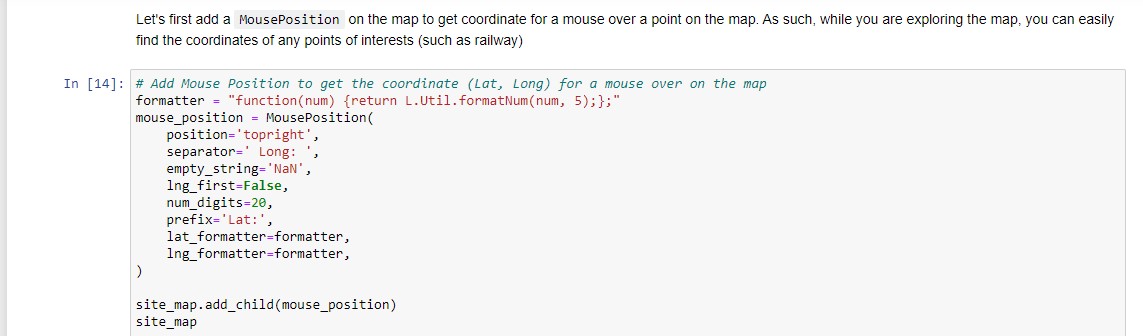 Let's first add a MousePosition on the map to get coordinate for a mouse over a point on the map. As such, while you are exploring the map, you can easily
find the coordinates of any points of interests (such as railway)
In [14]: # Add Mouse Position to get the coordinate (Lat, Long) for a mouse over on the map
formatter = "function(num) {return L.Util.formatNum(num, 5);};"
mouse_position = MousePosition(
    position='topright',
    separator=' Long: ',
    empty_string='NaN',
    lng_first=False,
    num_digits=20,
    prefix='Lat:',
    lat_formatter=formatter,
    lng_formatter=formatter,
)
site_map.add_child(mouse_position)
site_map